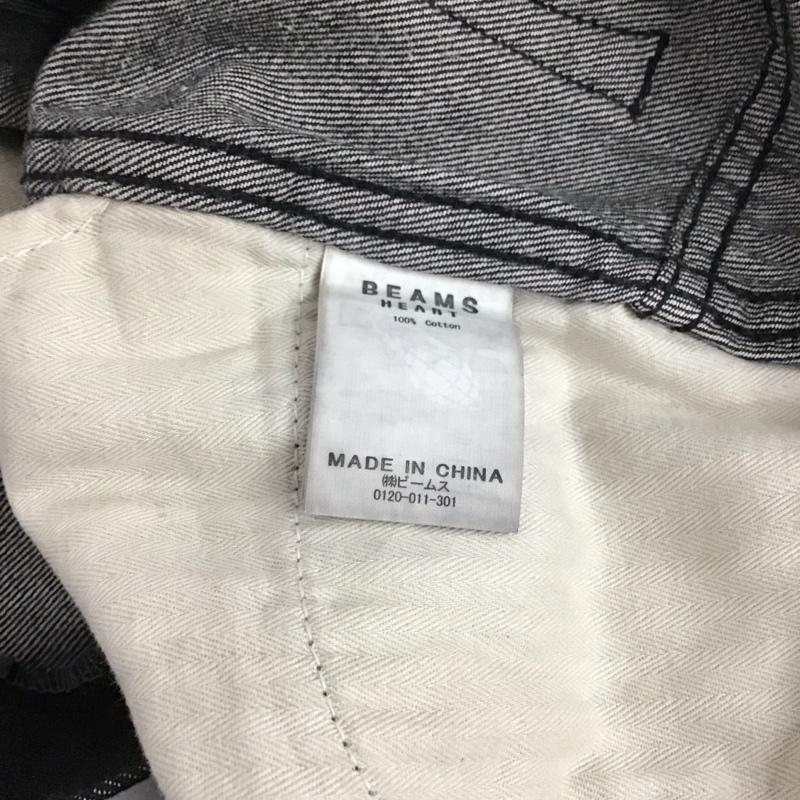 BEAMS
HEART
100% Cotton
MADE IN CHINA
㈱ビームス
0120-011-301